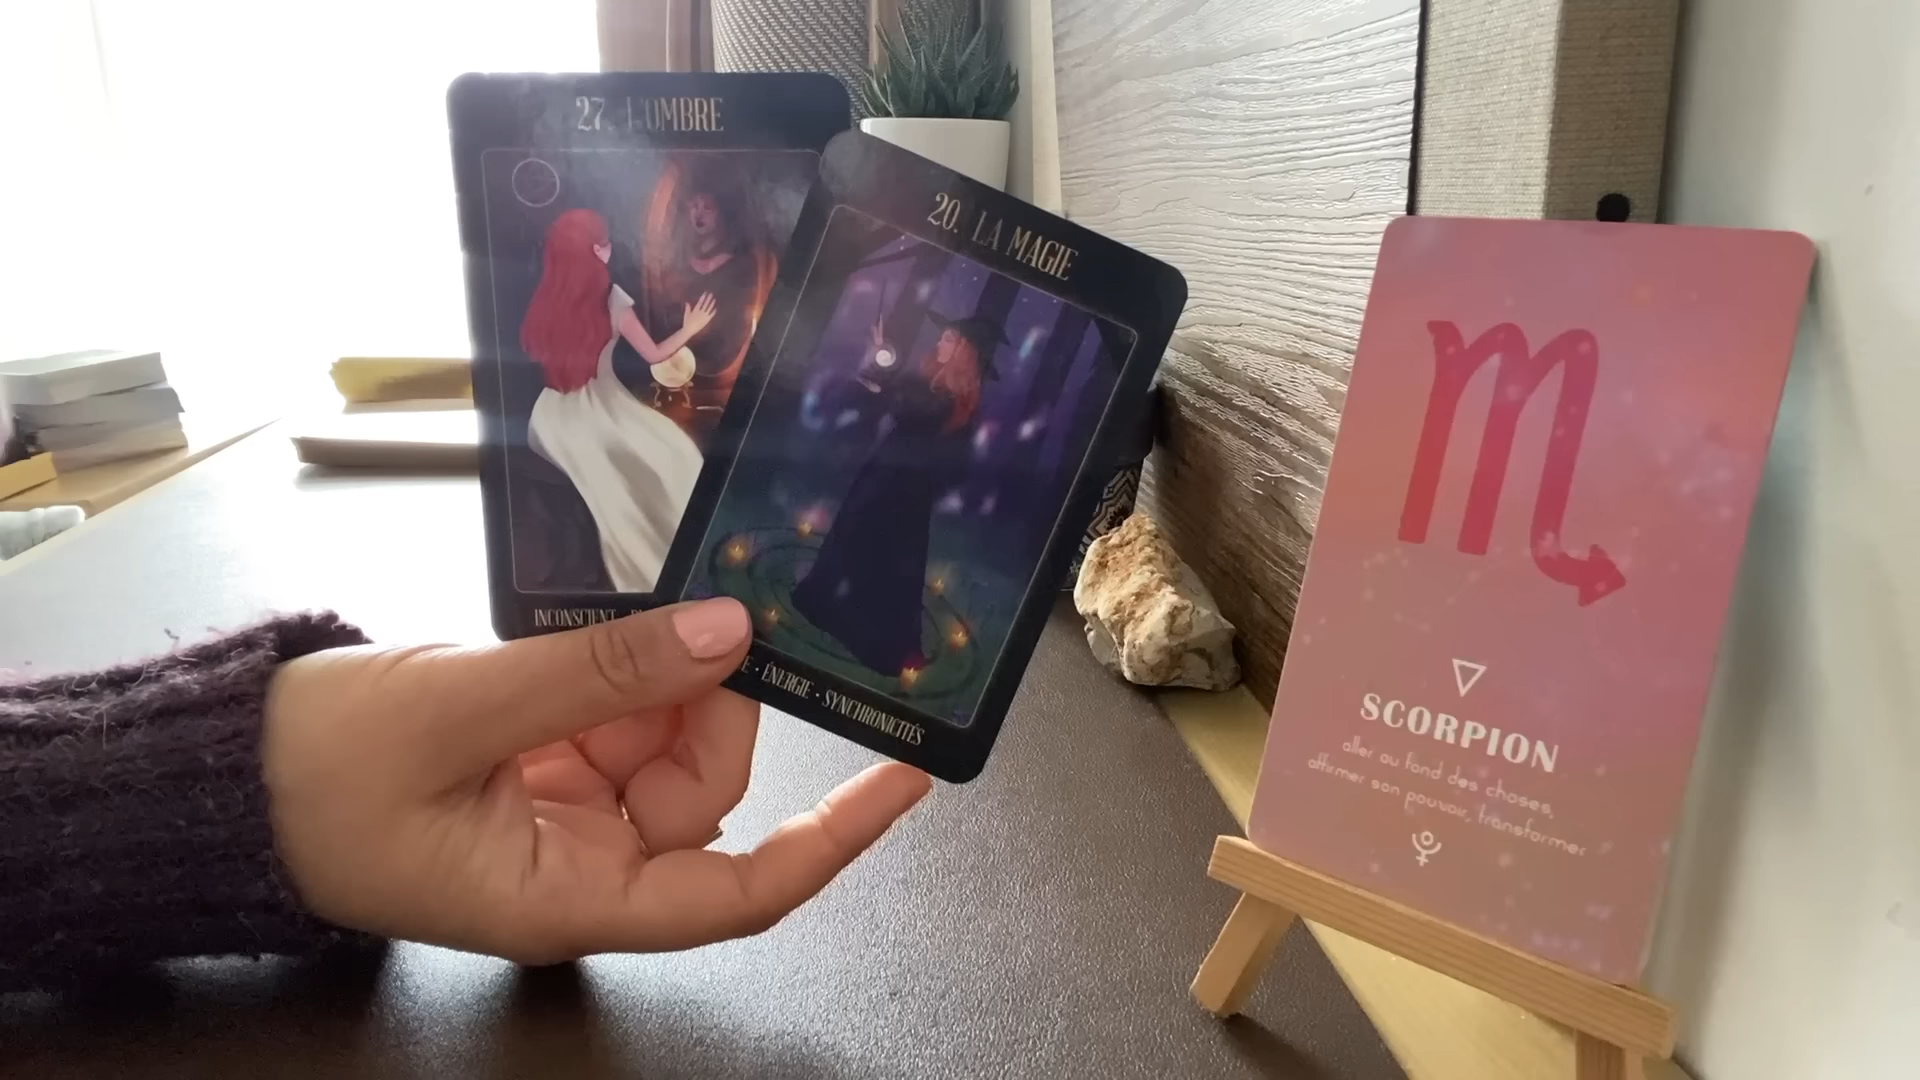 27. L'OMBRE
INCONSCIENT
20. LA MAGIE
· ÉNERGIE · SYNCHRONICITÉS
SCORPION
aller au fond des choses,
affirmer son pouvoir, transformer